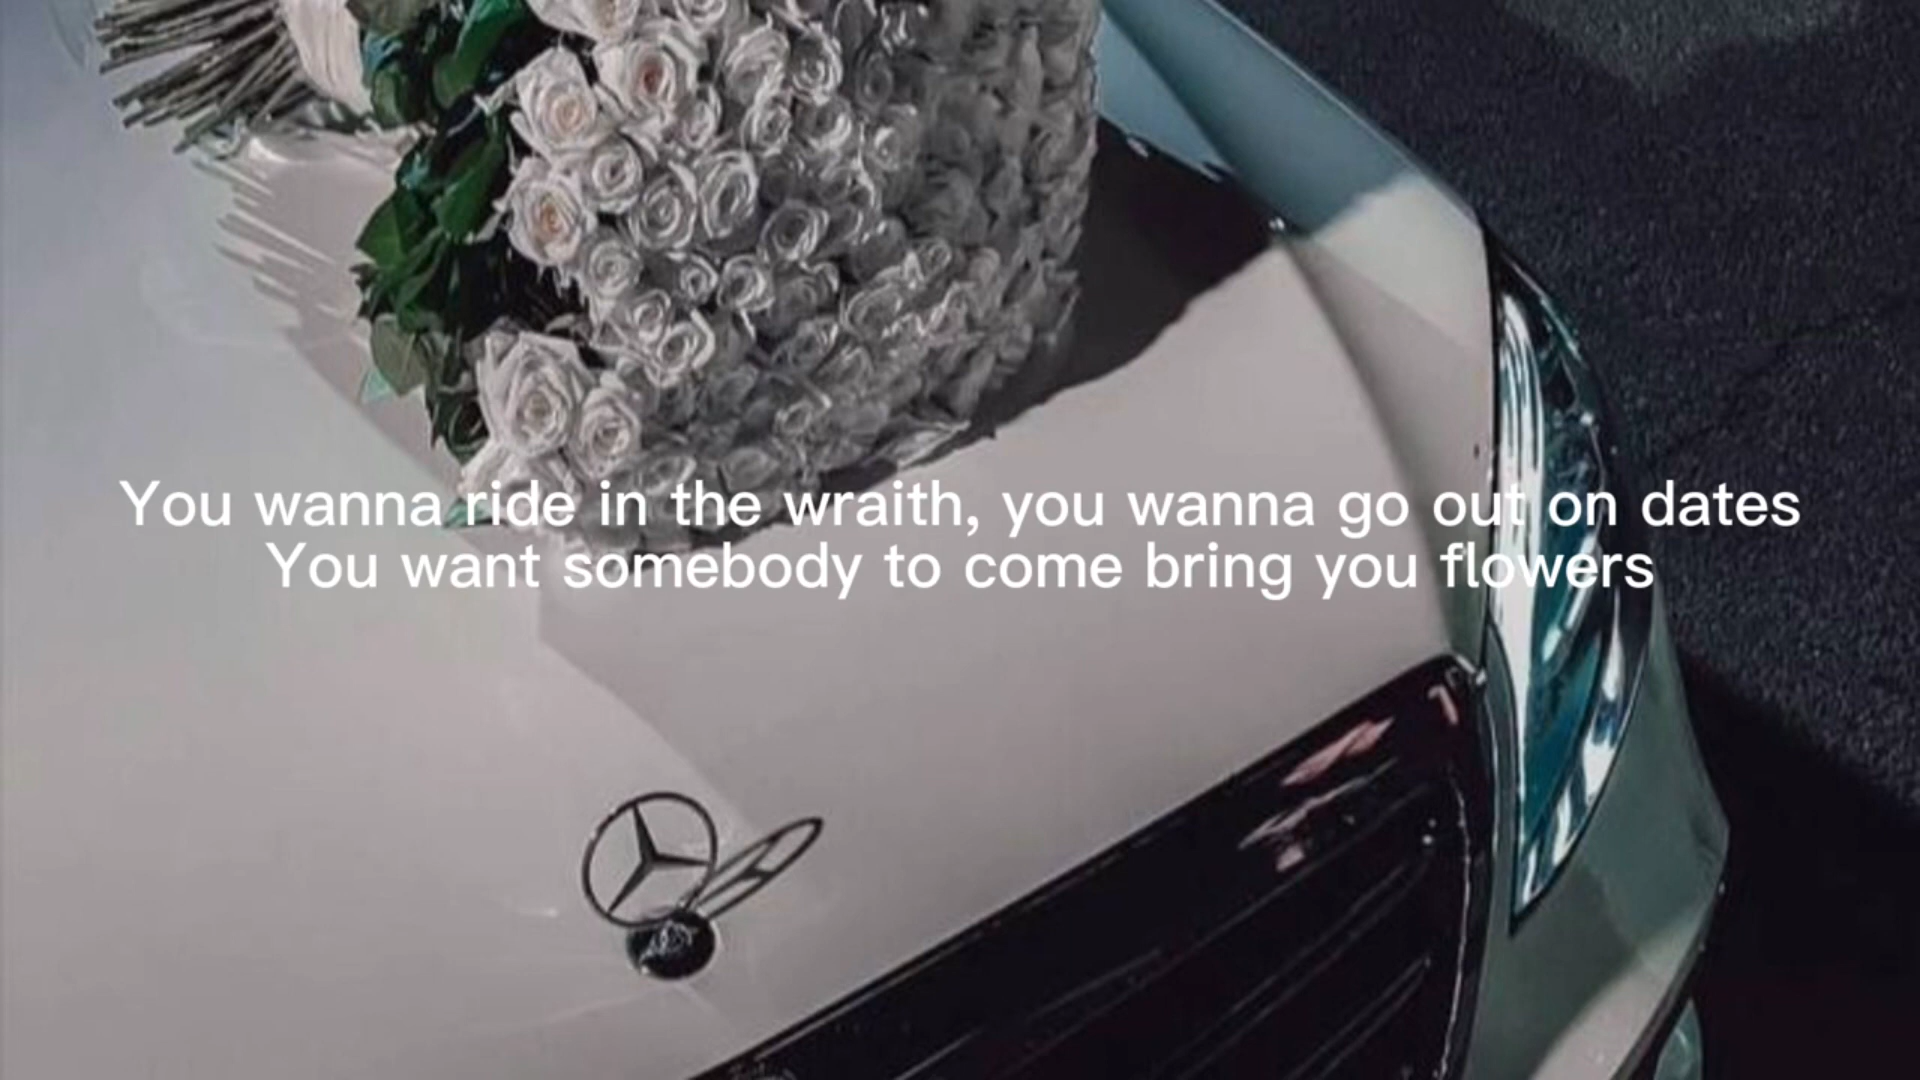 You wanna ride in the wraith, you wanna go out on dates
You want somebody to come bring you flowers